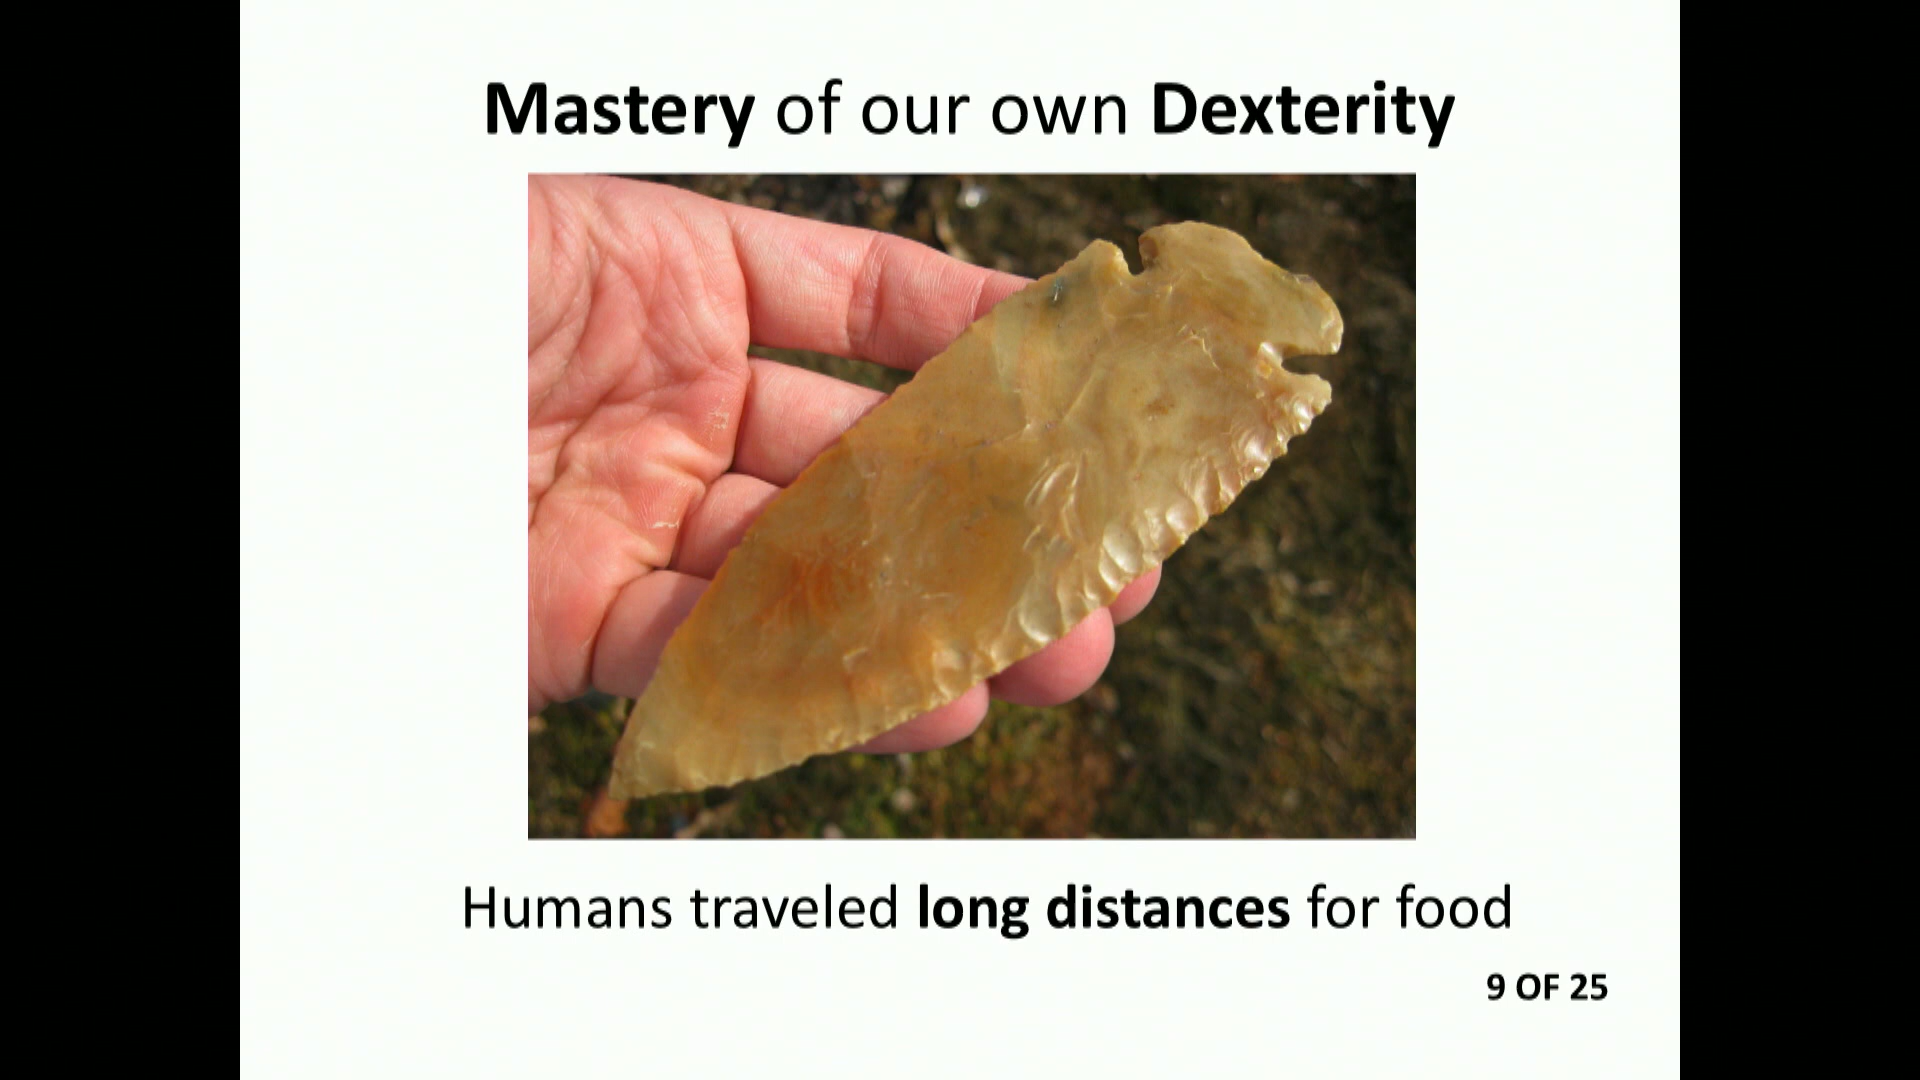 Mastery of our own Dexterity
Humans traveled long distances for food
9 OF 25